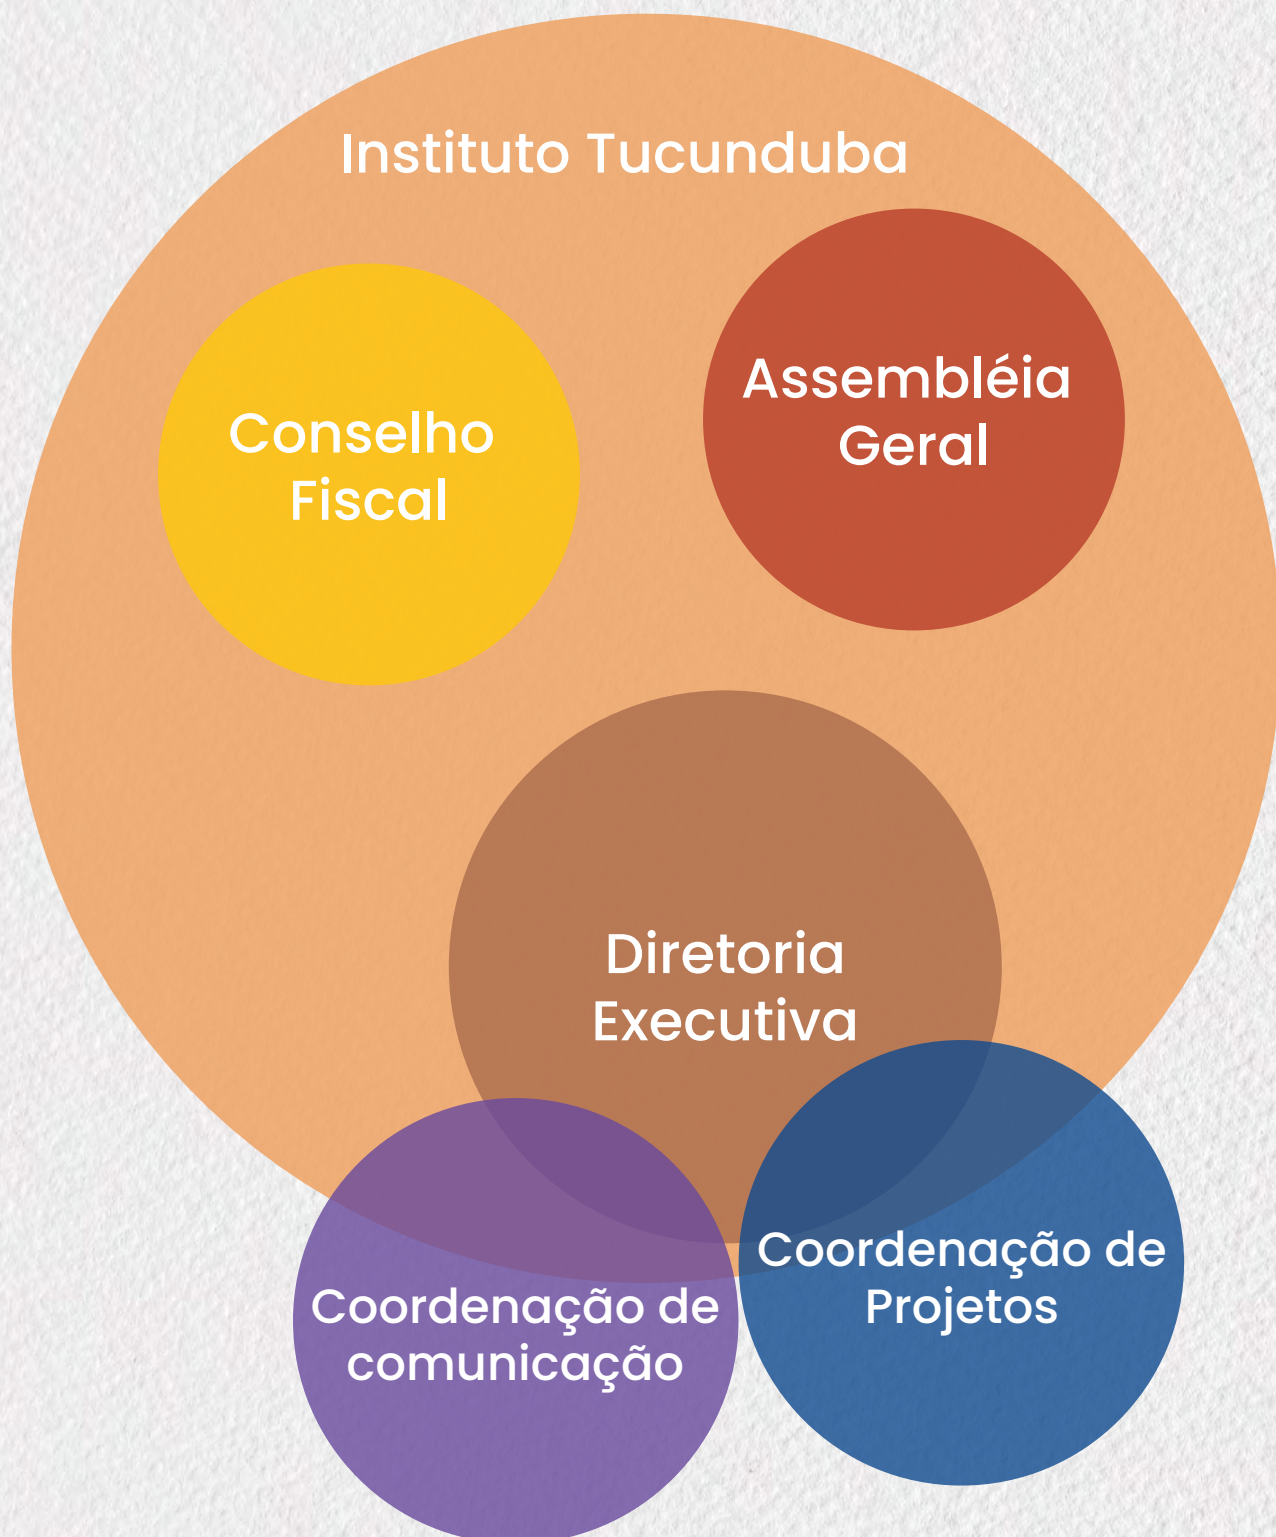 Instituto Tucunduba
Conselho
Fiscal
Assembléia
Geral
Diretoria
Executiva
Coordenação de
comunicação
Coordenação de
Projetos